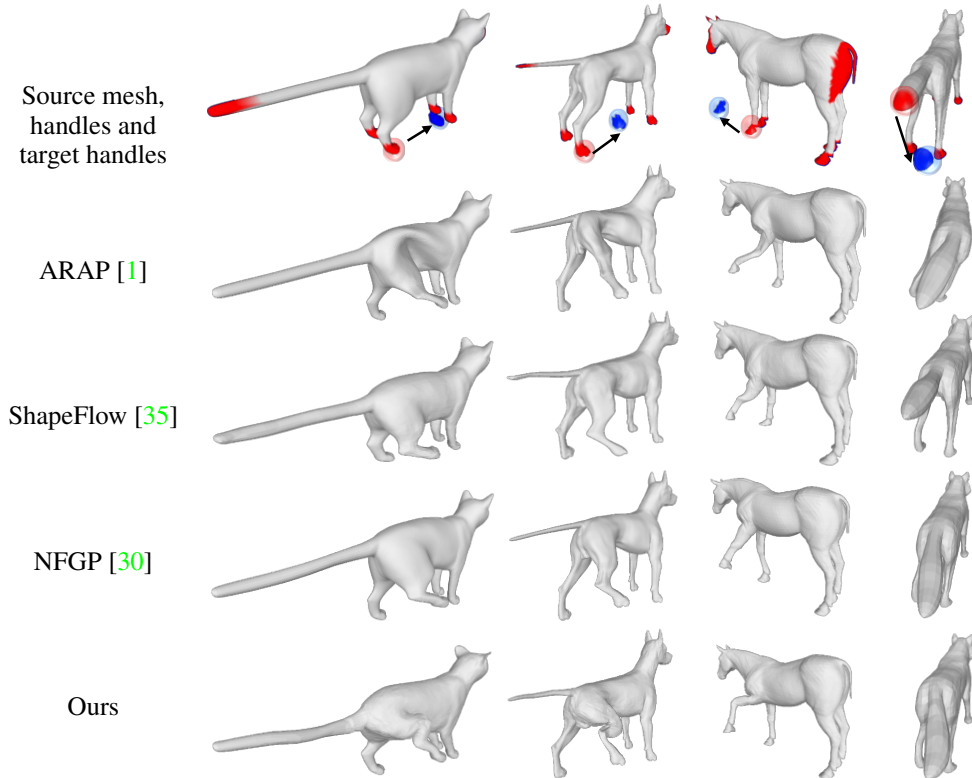 Source mesh,
handles and
target handles
ARAP [1]
ShapeFlow [35]
NFGP [30]
Ours